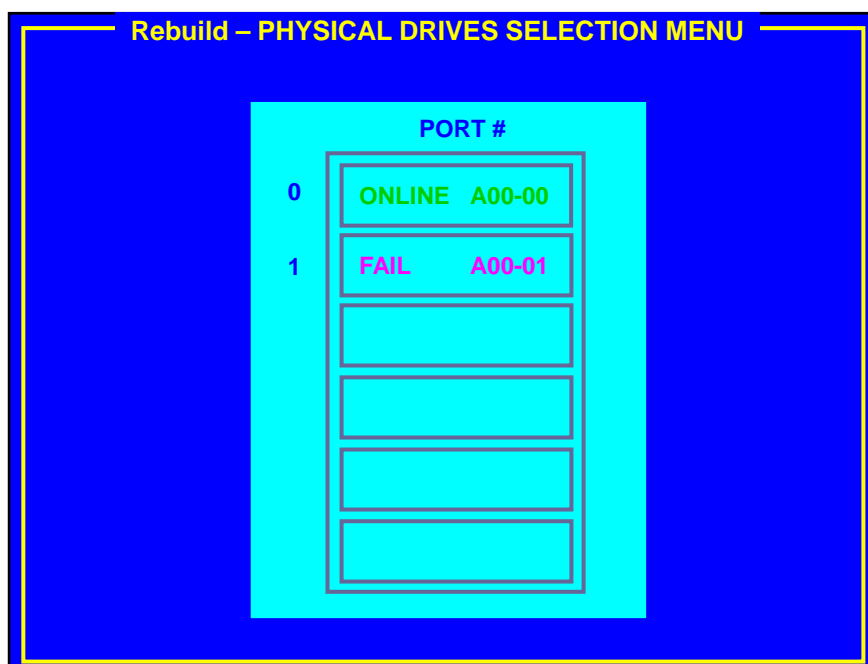 Rebuild – PHYSICAL DRIVES SELECTION MENU
PORT #
0 ONLINE A00-00
1 FAIL A00-01